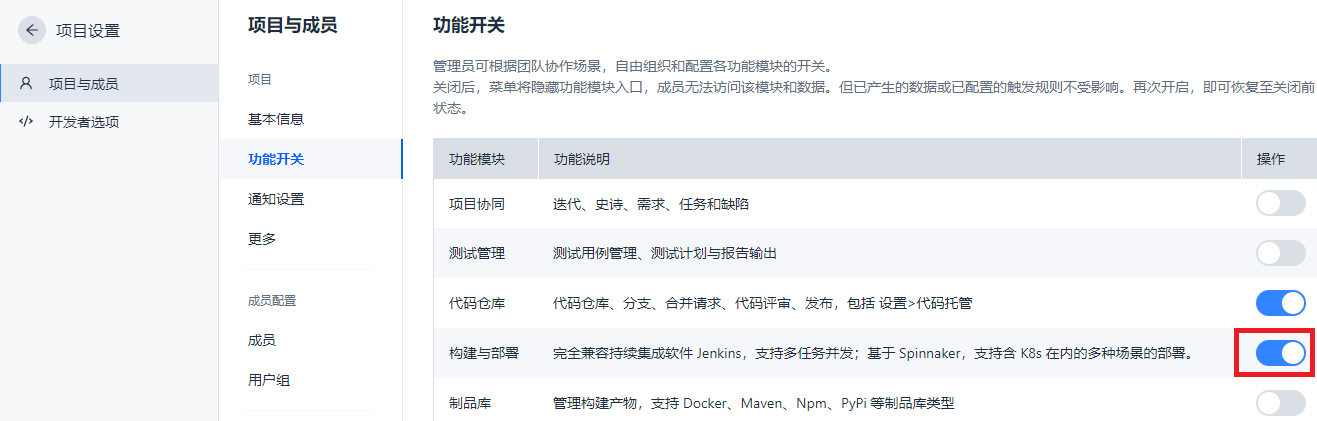 项目设置
项目与成员
开发者选项
项目与成员
项目
基本信息
功能开关
通知设置
更多
成员配置
成员
用户组
功能开关
管理员可根据团队协作场景，自由组织和配置各功能模块的开关。
关闭后，菜单将隐藏功能模块入口，成员无法访问该模块和数据。但已产生的数据或已配置的触发规则不受影响。再次开启，即可恢复至关闭前
状态。
功能模块 功能说明 操作
项目协同 迭代、史诗、需求、任务和缺陷
测试管理 测试用例管理、测试计划与报告输出
代码仓库 代码仓库、分支、合并请求、代码评审、发布，包括 设置>代码托管
构建与部署 完全兼容持续集成软件 Jenkins，支持多任务并发；基于 Spinnaker，支持含 K8s 在内的多种场景的部署。
制品库 管理构建产物，支持 Docker、Maven、Npm、PyPi 等制品库类型